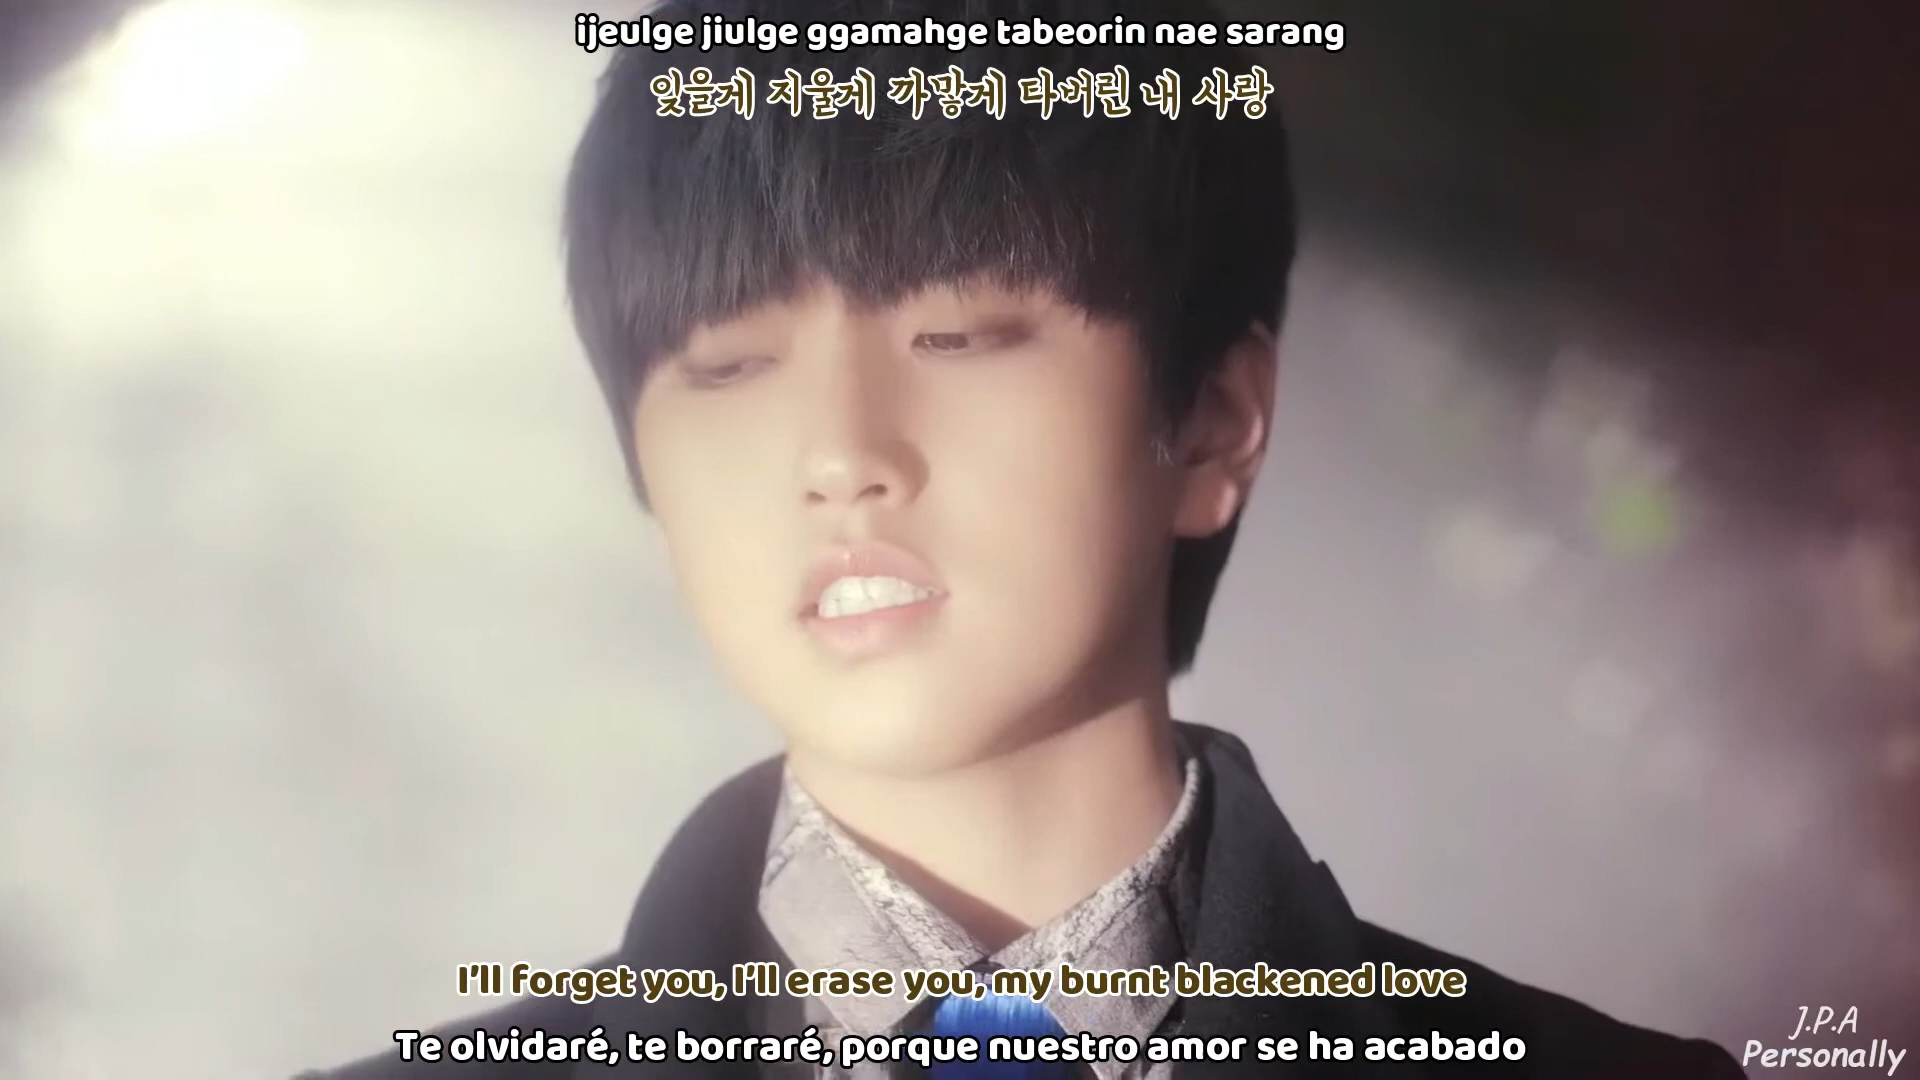 ijeulge jiulge ggamahge tabeorin nae sarang
잊을게 지울게 까맣게 타버린 내 사랑
I'll forget you, I'll erase you, my burnt blackened love
Te olvidaré, te borraré, porque nuestro amor se ha acabado
J.P.A
Personally